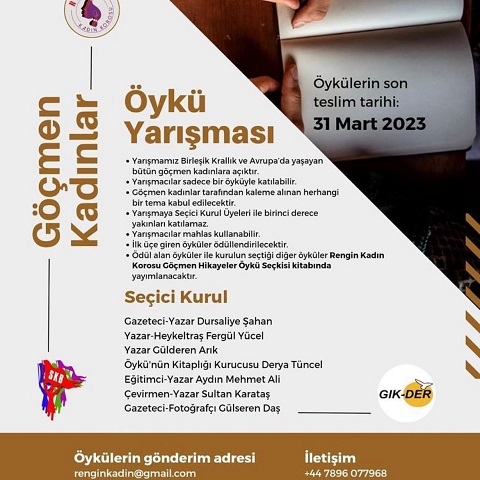 KADIN KOROSU
Göçmen
Kadınlar
Öykülerin son
teslim tarihi:
31 Mart 2023
Öykü
Yarışması
• Yarışmamız Birleşik Krallık ve Avrupa'da yaşayan
bütün göçmen kadınlara açıktır.
• Yarışmacılar sadece bir öyküyle katılabilir.
• Göçmen kadınlar tarafından kaleme alınan herhangi
bir tema kabul edilecektir.
• Yarışmaya Seçici Kurul Üyeleri ile birinci derece
yakınları katılamaz.
• Yarışmacılar mahlas kullanabilir.
• İlk üçe giren öyküler ödüllendirilecektir.
• Ödül alan öyküler ile kurulun seçtiği diğer öyküler Rengin Kadın
Korosu Göçmen Hikayeler Öykü Seçkisi kitabında
yayımlanacaktır.
Seçici Kurul
Gazeteci-Yazar Dursaliye Şahan
Yazar-Heykeltraş Fergül Yücel
Yazar Gülderen Arık
Öykü'nün Kitaplığı Kurucusu Derya Tüncel
Eğitimci-Yazar Aydın Mehmet Ali
Çevirmen-Yazar Sultan Karataş
Gazeteci-Fotoğrafçı Gülseren Daş
GIK-DER
Öykülerin gönderim adresi
renginkadin@gmail.com
İletişim
+44 7896 077968